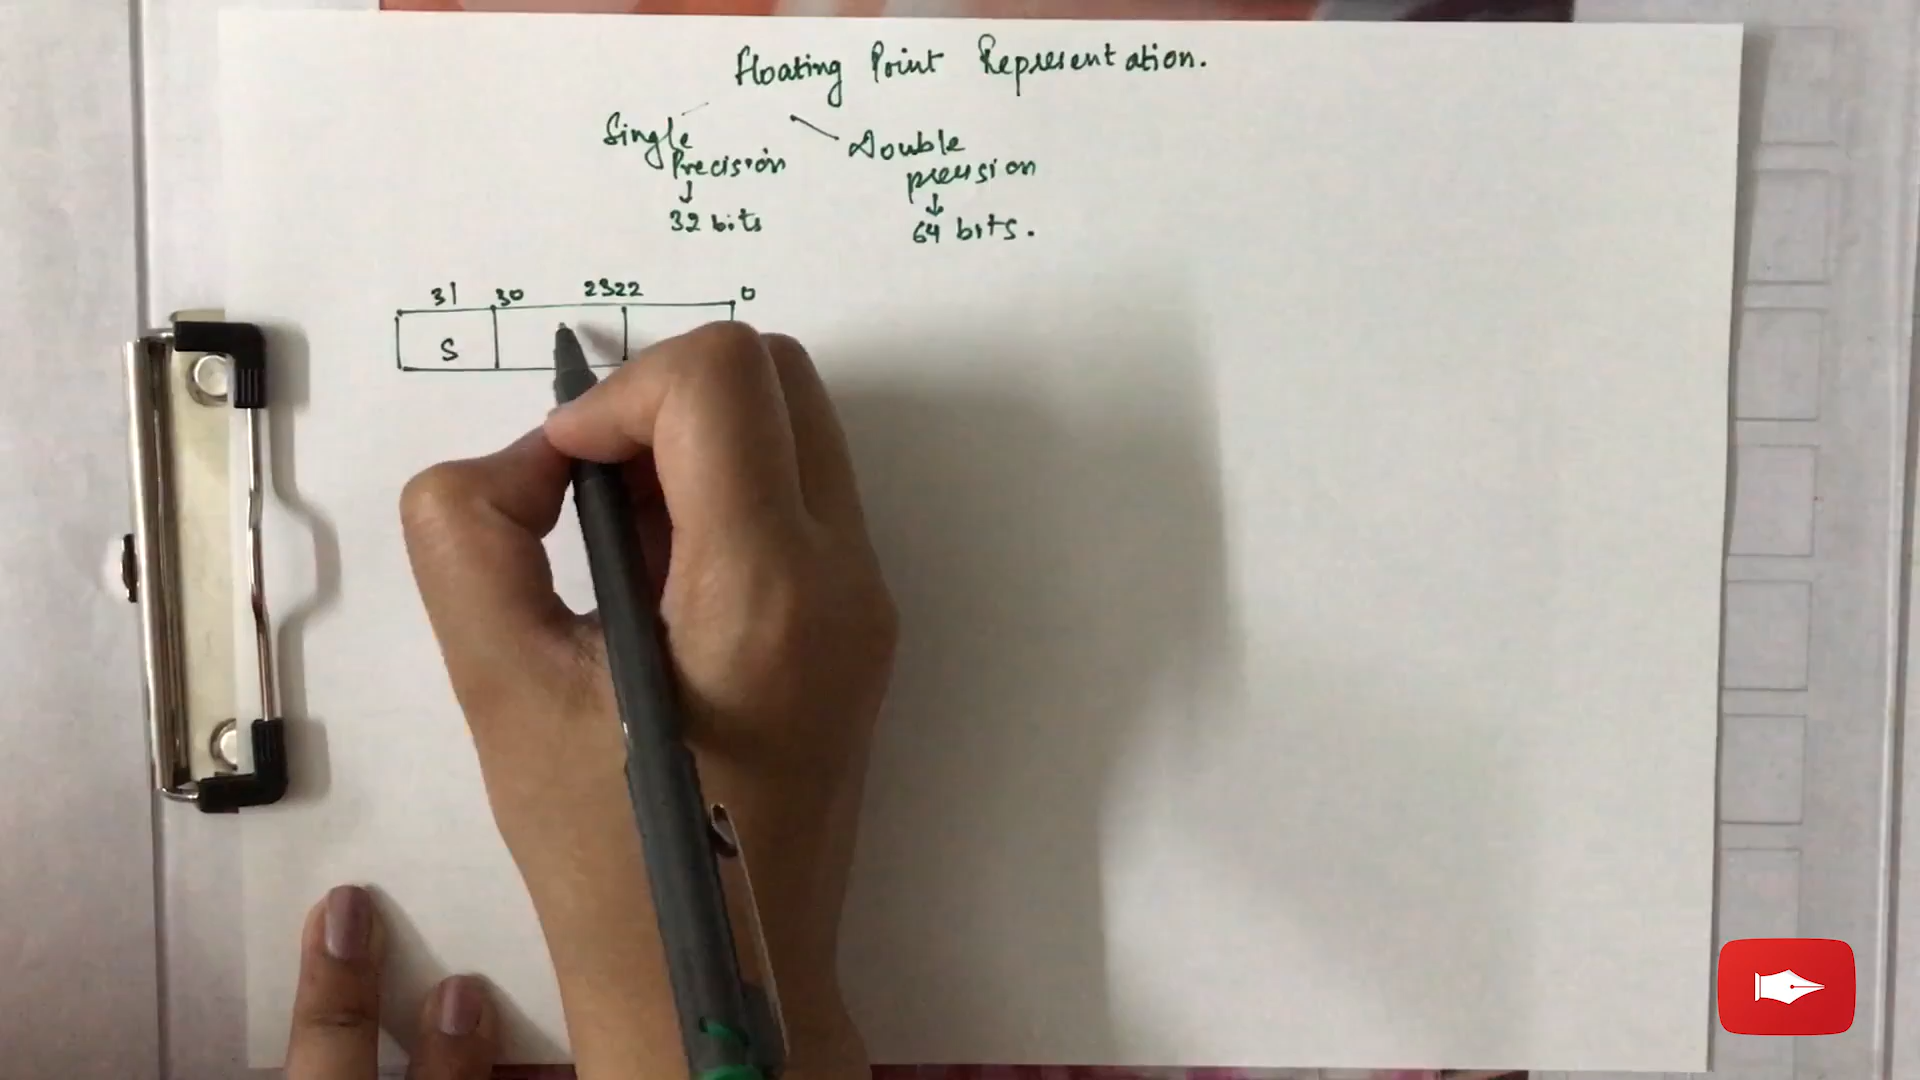 floating Point Representation.
Single Double
Precision precision
↓ ↓
32 bits 64 bits.
31 30 23 22 0
S